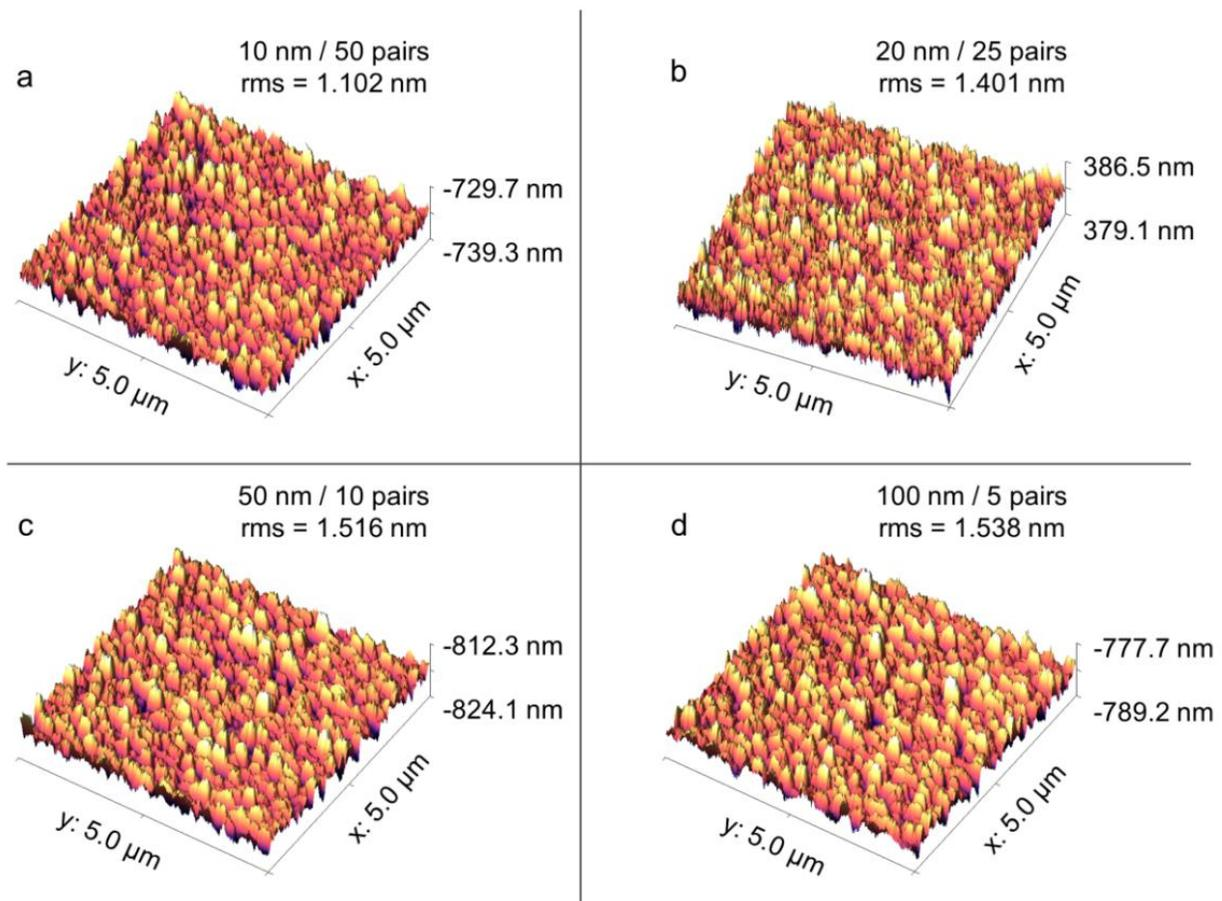 a
10 nm / 50 pairs
rms = 1.102 nm
-729.7 nm
-739.3 nm
y: 5.0 µm
x: 5.0 µm
b
20 nm / 25 pairs
rms = 1.401 nm
386.5 nm
379.1 nm
y: 5.0 µm
x: 5.0 µm
c
50 nm / 10 pairs
rms = 1.516 nm
-812.3 nm
-824.1 nm
y: 5.0 µm
x: 5.0 µm
d
100 nm / 5 pairs
rms = 1.538 nm
-777.7 nm
-789.2 nm
y: 5.0 µm
x: 5.0 µm